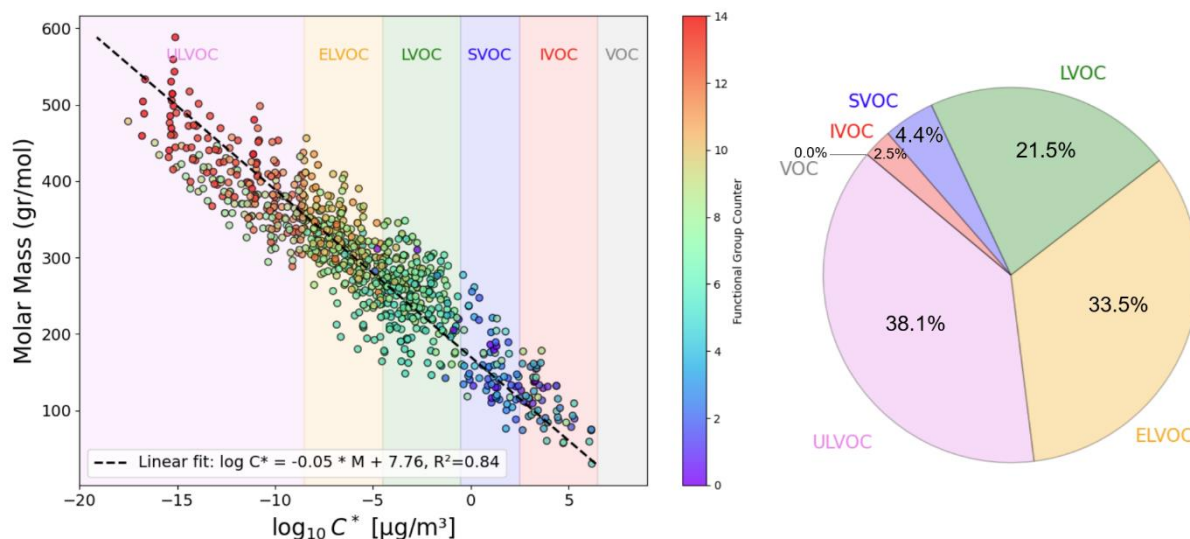 ULVOC
ELVOC
LVOC
SVOC
IVOC
VOC
600
500
400
300
200
100
Molar Mass (gr/mol)
Linear fit: log C* = -0.05 * M + 7.76, R²=0.84
−20
−15
−10
−5
0
5
log₁₀ C* [μg/m³]
14
12
10
8
6
4
2
0
Functional Group Counter
LVOC
SVOC
IVOC
VOC
0.0%
2.5%
4.4%
21.5%
33.5%
38.1%
ULVOC
ELVOC